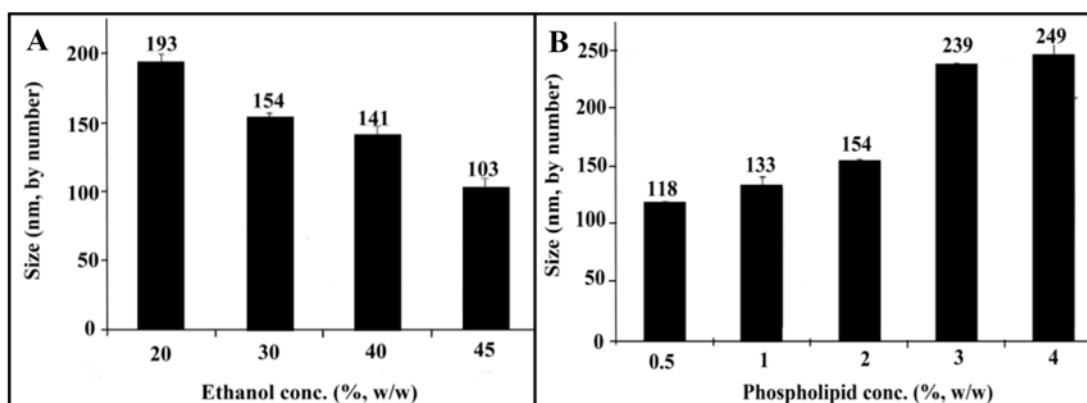 A
Size (nm, by number)
200
150
100
50
0
193
154
141
103
20 30 40 45
Ethanol conc. (%, w/w)
B
Size (nm, by number)
250
200
150
100
50
0
118
133
154
239
249
0.5 1 2 3 4
Phospholipid conc. (%, w/w)